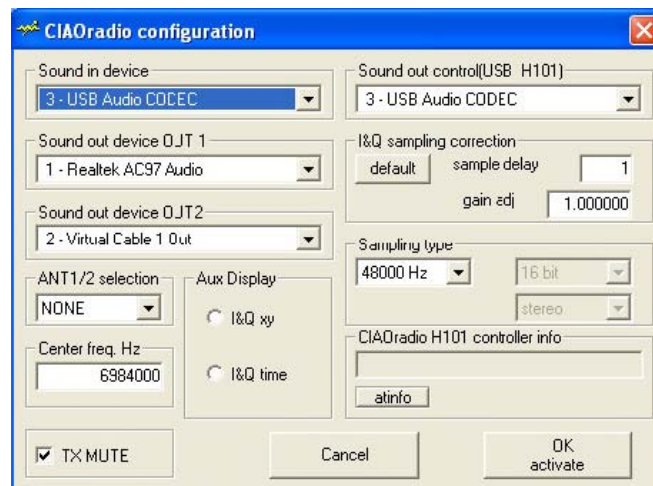 CIAOradio configuration
Sound in device
3 - USB Audio CODEC
Sound out control(USB H101)
3 - USB Audio CODEC
Sound out device OUT 1
1 - Realtek AC97 Audio
I&Q sampling correction
default
sample delay
1
gain adj
1.000000
Sound out device OUT2
2 - Virtual Cable 1 Out
Sampling type
48000 Hz
16 bit
stereo
ANT1/2 selection
NONE
Aux Display
I&Q xy
I&Q time
Center freq. Hz
6984000
CIAOradio H101 controller info
atinfo
TX MUTE
Cancel
OK
activate